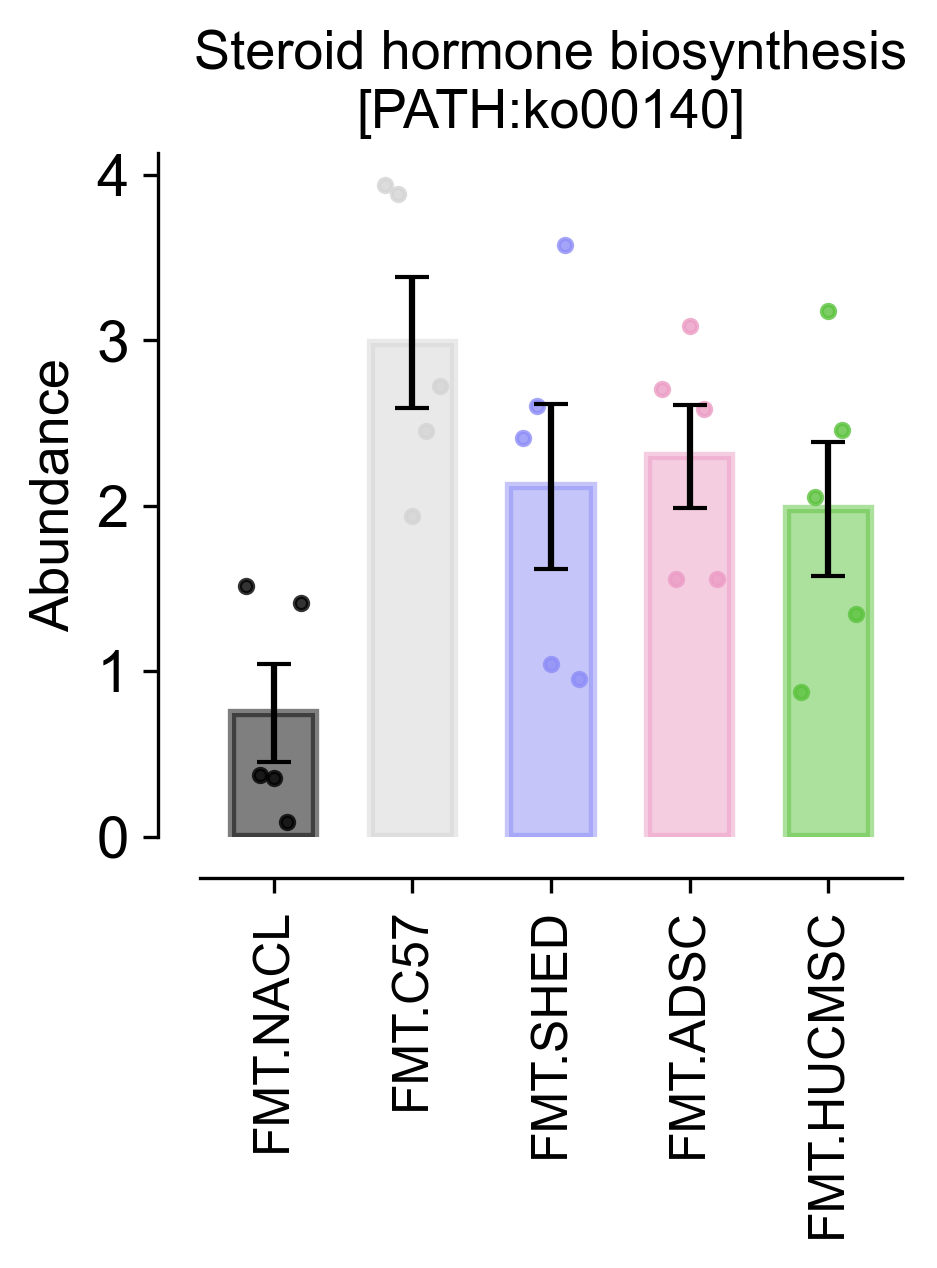 Steroid hormone biosynthesis
[PATH:ko00140]
4
3
2
1
0
Abundance
FMT.NACL
FMT.C57
FMT.SHED
FMT.ADSC
FMT.HUCMSC